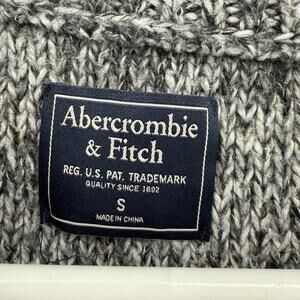 Abercrombie
& Fitch
REG. U.S. PAT. TRADEMARK
QUALITY SINCE 1892
S
MADE IN CHINA